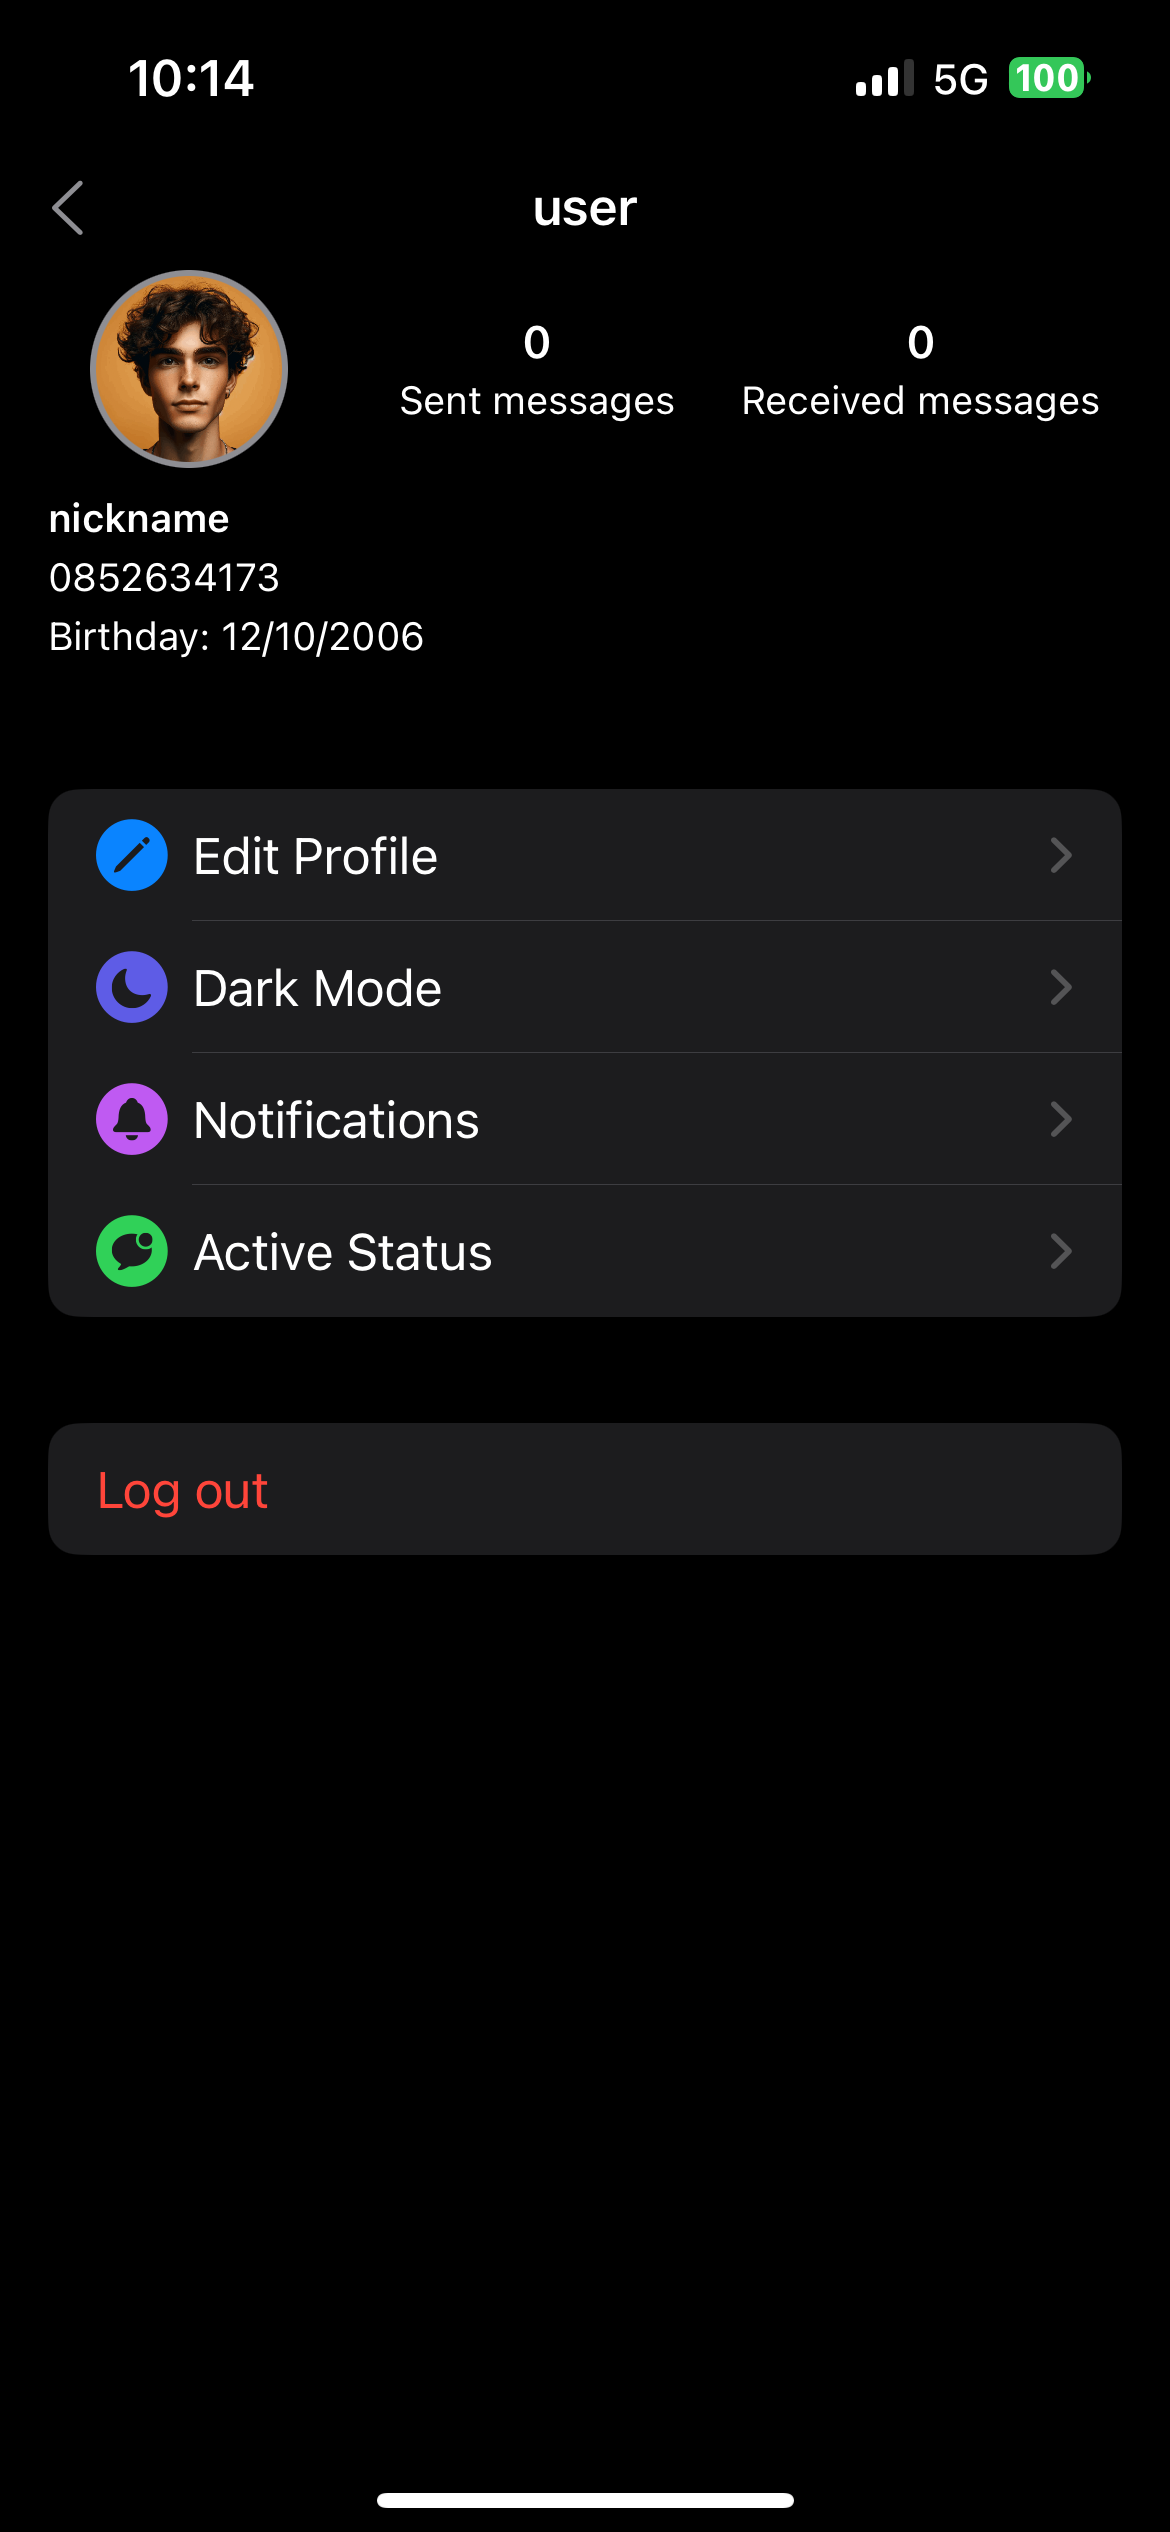 10:14 5G 100
user
0 0
Sent messages Received messages
nickname
0852634173
Birthday: 12/10/2006
Edit Profile
Dark Mode
Notifications
Active Status
Log out